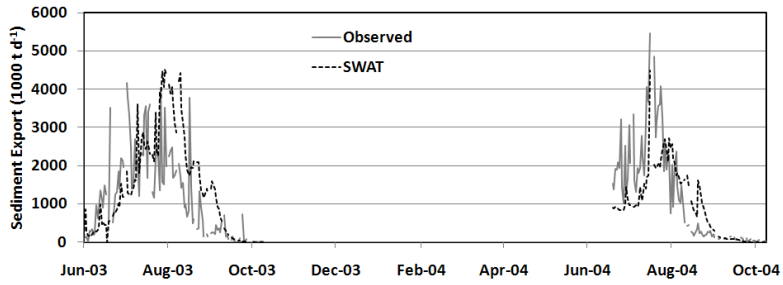 6000
5000
4000
3000
2000
1000
0
Sediment Export (1000 t d-1)
Observed
SWAT
Jun-03 Aug-03 Oct-03 Dec-03 Feb-04 Apr-04 Jun-04 Aug-04 Oct-04